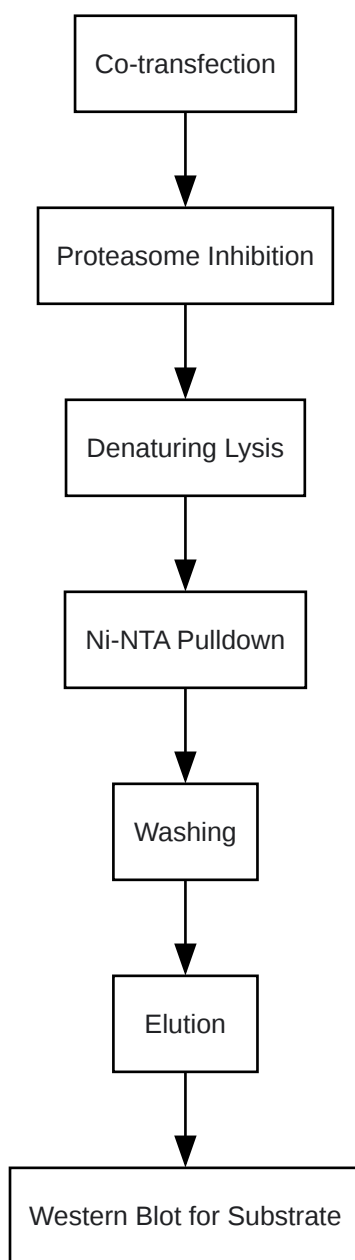 Co-transfection
Proteasome Inhibition
Denaturing Lysis
Ni-NTA Pulldown
Washing
Elution
Western Blot for Substrate